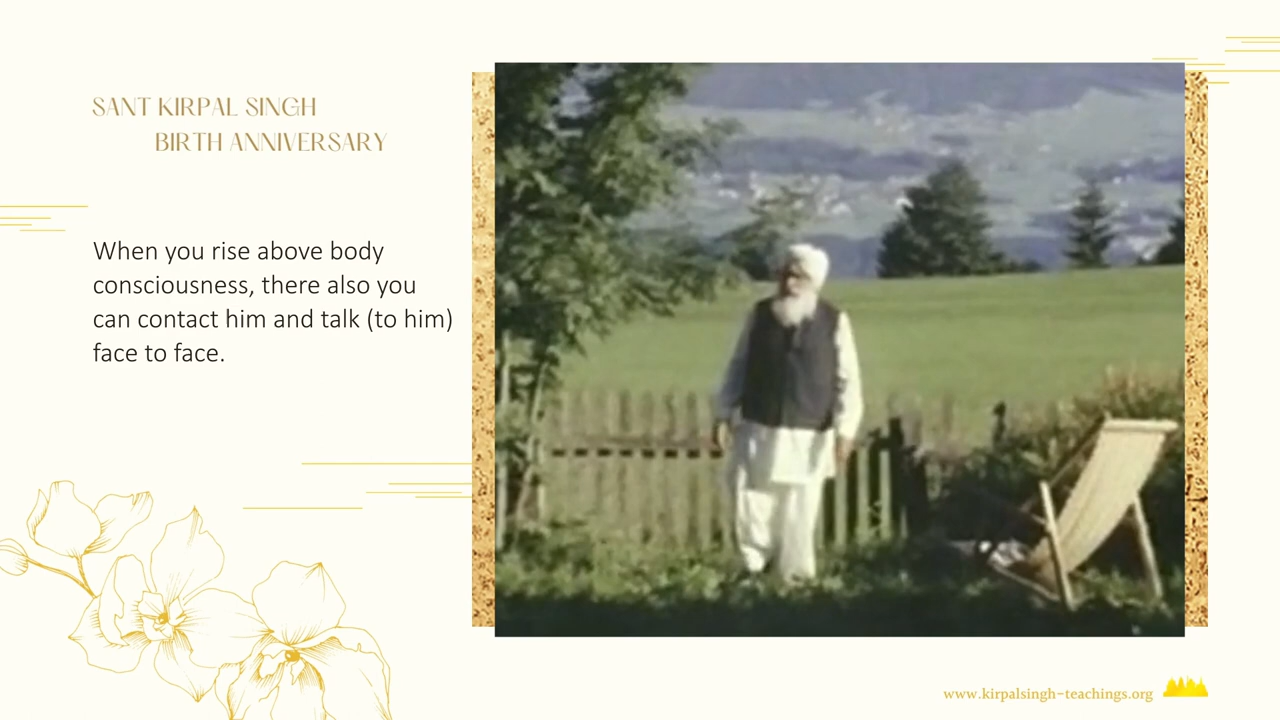 SANT KIRPAL SINGH
BIRTH ANNIVERSARY
When you rise above body
consciousness, there also you
can contact him and talk (to him)
face to face.
www.kirpalsingh-teachings.org